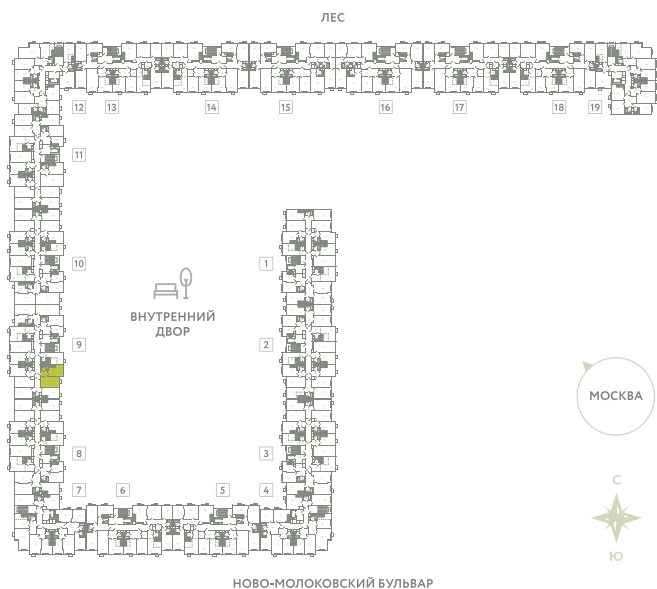 ЛЕС
12 13 14 15 16 17 18 19
11
10 1
ВНУТРЕННИЙ
ДВОР
9 2
МОСКВА
8 3
7 6 5 4
С
Ю
НОВО-МОЛОКОВСКИЙ БУЛЬВАР